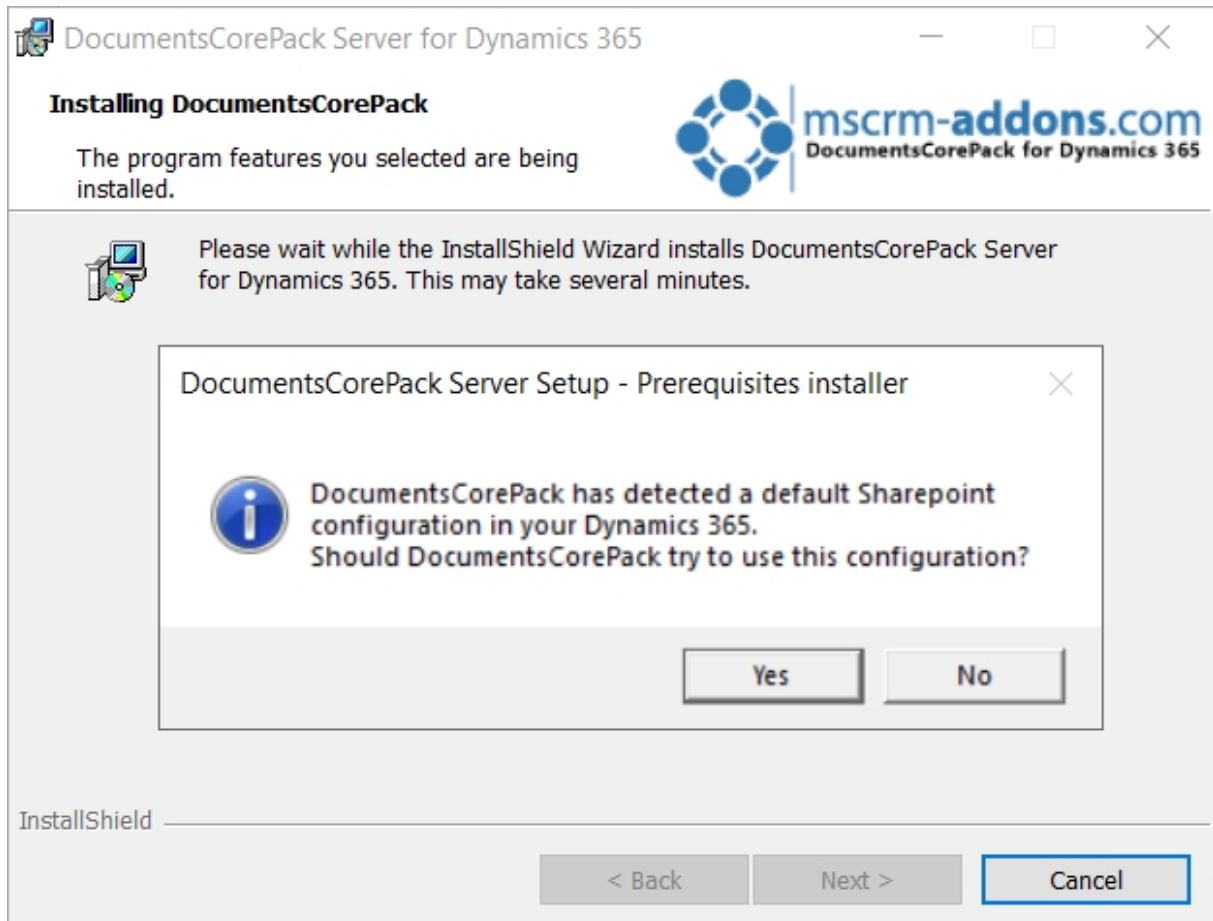 DocumentsCorePack Server for Dynamics 365
Installing DocumentsCorePack
The program features you selected are being
installed.
mscrm-addons.com
DocumentsCorePack for Dynamics 365
Please wait while the InstallShield Wizard installs DocumentsCorePack Server
for Dynamics 365. This may take several minutes.
DocumentsCorePack Server Setup - Prerequisites installer
DocumentsCorePack has detected a default Sharepoint
configuration in your Dynamics 365.
Should DocumentsCorePack try to use this configuration?
Yes No
InstallShield
< Back Next > Cancel